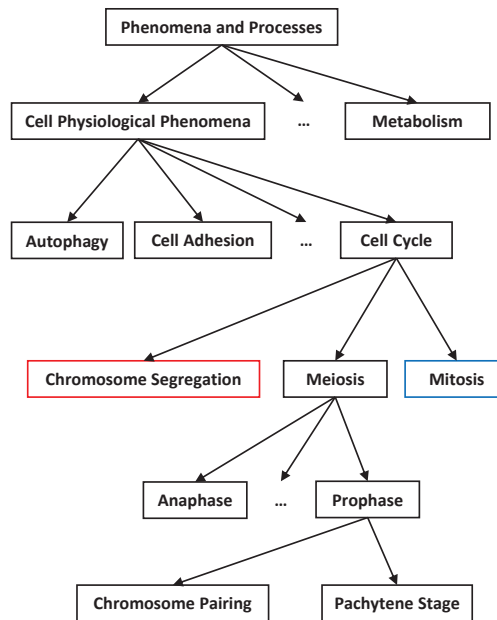 Phenomena and Processes
Cell Physiological Phenomena
...
Metabolism
Autophagy
Cell Adhesion
...
Cell Cycle
Chromosome Segregation
Meiosis
Mitosis
Anaphase
...
Prophase
Chromosome Pairing
Pachytene Stage